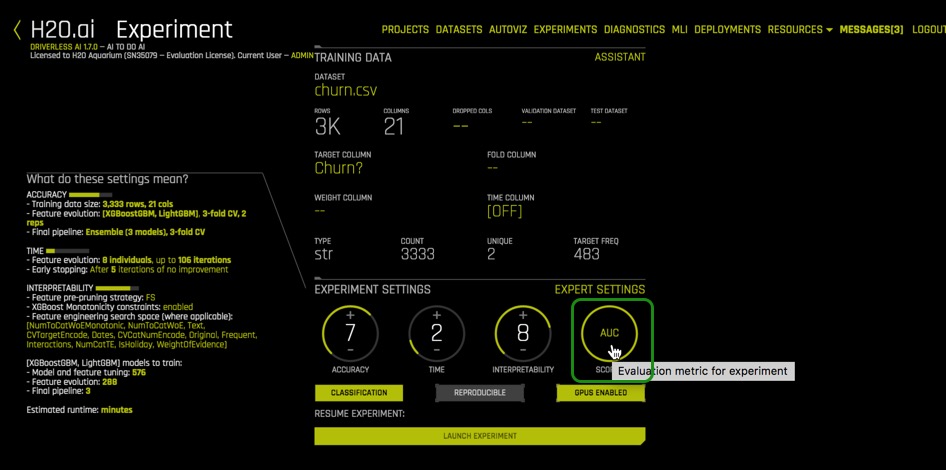 H2O.ai Experiment
PROJECTS DATASETS AUTOVIZ EXPERIMENTS DIAGNOSTICS MLI DEPLOYMENTS RESOURCES MESSAGES[3] LOGOUT
DRIVERLESS AI 1.7.0 – AI TO DO AI
Licensed to H2O Aquarium (SN35079 – Evaluation License). Current User – ADMIN
TRAINING DATA ASSISTANT
DATASET
churn.csv
ROWS COLUMNS DROPPED COLS VALIDATION DATASET TEST DATASET
3K 21 -- -- --
TARGET COLUMN FOLD COLUMN
Churn? --
WEIGHT COLUMN TIME COLUMN
-- [OFF]
TYPE COUNT UNIQUE TARGET FREQ
str 3333 2 483
What do these settings mean?
ACCURACY
- Training data size: 3,333 rows, 21 cols
- Feature evolution: [XGBoostGBM, LightGBM], 3-fold CV, 2
reps
- Final pipeline: Ensemble (3 models), 3-fold CV
TIME
- Feature evolution: 8 individuals, up to 106 iterations
- Early stopping: After 5 iterations of no improvement
INTERPRETABILITY
- Feature pre-pruning strategy: FS
- XGBoost Monotonicity constraints: enabled
- Feature engineering search space (where applicable):
[NumToCatWoEMonotonic, NumToCatWoE, Text,
CVTargetEncode, Dates, CVCatNumEncode, Original, Frequent,
Interactions, NumCatTE, IsHoliday, WeightOfEvidence]
[XGBoostGBM, LightGBM] models to train:
- Model and feature tuning: 576
- Feature evolution: 288
- Final pipeline: 3
Estimated runtime: minutes
EXPERIMENT SETTINGS EXPERT SETTINGS
+ + +
7 2 8 AUC
- - -
ACCURACY TIME INTERPRETABILITY SCO
Evaluation metric for experiment
CLASSIFICATION REPRODUCIBLE GPUS ENABLED
RESUME EXPERIMENT:
LAUNCH EXPERIMENT